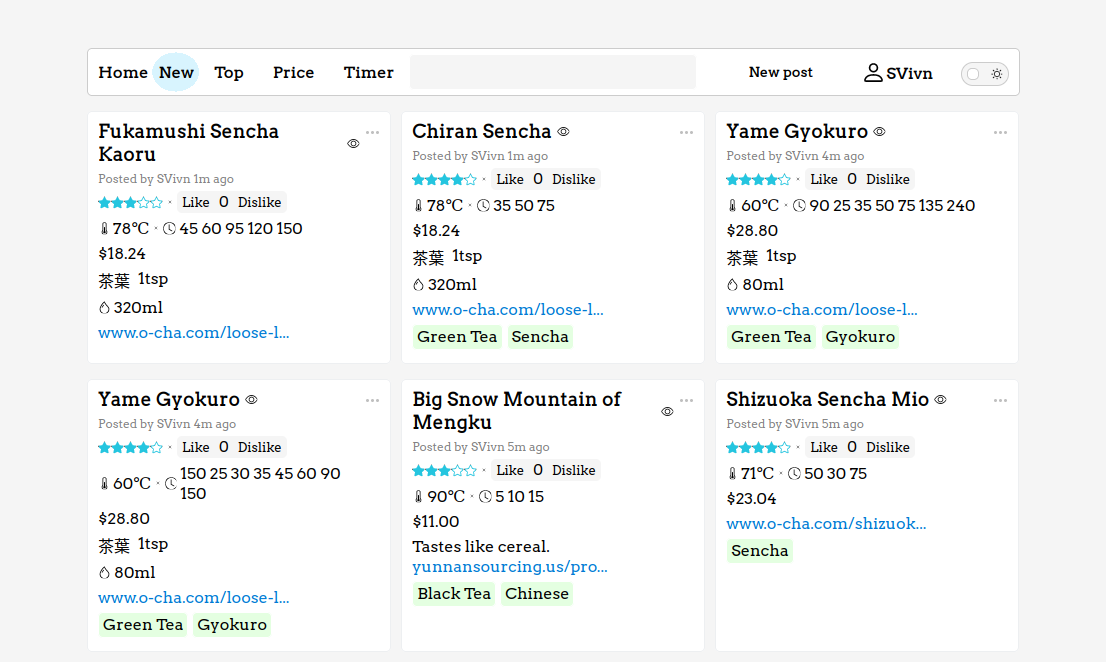 Home New Top Price Timer New post SVivn
Fukamushi Sencha
Kaoru
Posted by SVivn 1m ago
· Like 0 Dislike
78℃ · 45 60 95 120 150
$18.24
茶葉 1tsp
320ml
www.o-cha.com/loose-l...
Chiran Sencha
Posted by SVivn 1m ago
· Like 0 Dislike
78℃ · 35 50 75
$18.24
茶葉 1tsp
320ml
www.o-cha.com/loose-l...
Green Tea Sencha
Yame Gyokuro
Posted by SVivn 4m ago
· Like 0 Dislike
60℃ · 90 25 35 50 75 135 240
$28.80
茶葉 1tsp
80ml
www.o-cha.com/loose-l...
Green Tea Gyokuro
Yame Gyokuro
Posted by SVivn 4m ago
· Like 0 Dislike
60℃ · 150 25 30 35 45 60 90
150
$28.80
茶葉 1tsp
80ml
www.o-cha.com/loose-l...
Green Tea Gyokuro
Big Snow Mountain of
Mengku
Posted by SVivn 5m ago
· Like 0 Dislike
90℃ · 5 10 15
$11.00
Tastes like cereal.
yunnansourcing.us/pro...
Black Tea Chinese
Shizuoka Sencha Mio
Posted by SVivn 5m ago
· Like 0 Dislike
71℃ · 50 30 75
$23.04
www.o-cha.com/shizuok...
Sencha